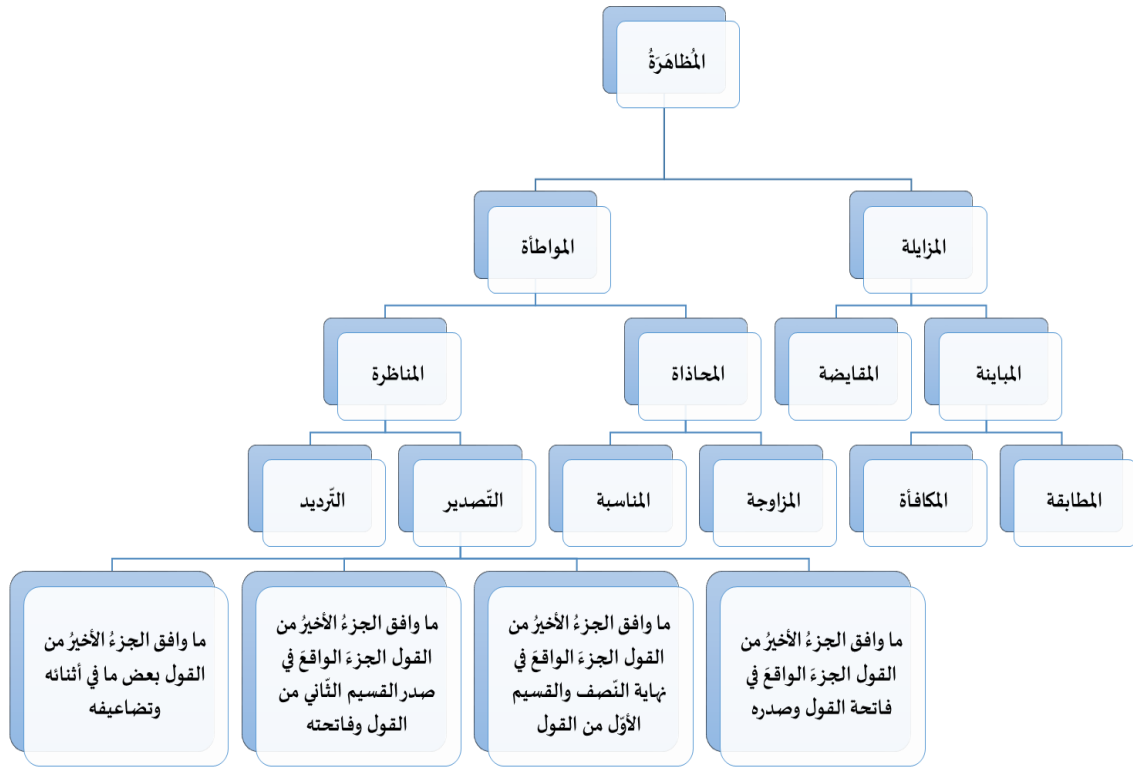 المُظاهَرَةُ
المزايلة
المواطأة
المباينة
المقايضة
المحاذاة
المناظرة
المطابقة
المكافأة
المزاوجة
المناسبة
التّصدير
التّرديد
ما وافق الجزءُ الأخيرُ من
القول الجزءَ الواقعَ في
فاتحة القول وصدره
ما وافق الجزءُ الأخيرُ من
القول الجزءَ الواقعَ في
نهاية النّصف والقسيم
الأوّل من القول
ما وافق الجزءُ الأخيرُ من
القول الجزءَ الواقعَ في
صدر القسيم الثّاني من
القول وفاتحته
ما وافق الجزءُ الأخيرُ من
القول بعض ما في أثنائه
وتضاعيفه